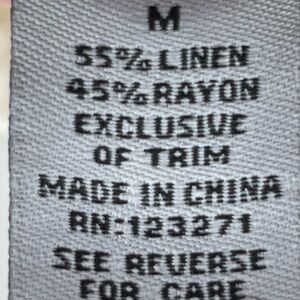 M
55% LINEN
45% RAYON
EXCLUSIVE
OF TRIM
MADE IN CHINA
RN:123271
SEE REVERSE
FOR CARE